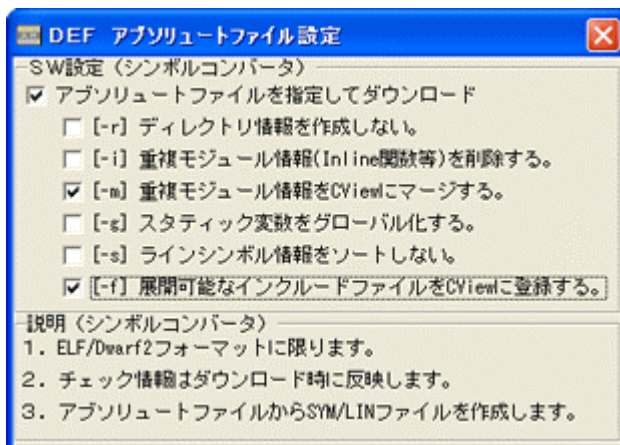 DEF アブソリュートファイル設定
SW設定(シンボルコンバータ)
アブソリュートファイルを指定してダウンロード
[-r] ディレクトリ情報を作成しない。
[-i] 重複モジュール情報(Inline関数等)を削除する。
[-m] 重複モジュール情報をCViewにマージする。
[-g] スタティック変数をグローバル化する。
[-s] ラインシンボル情報をソートしない。
[-f] 展開可能なインクルードファイルをCViewに登録する。
説明(シンボルコンバータ)
1. ELF/Dwarf2フォーマットに限ります。
2. チェック情報はダウンロード時に反映します。
3. アブソリュートファイルからSYM/LINファイルを作成します。